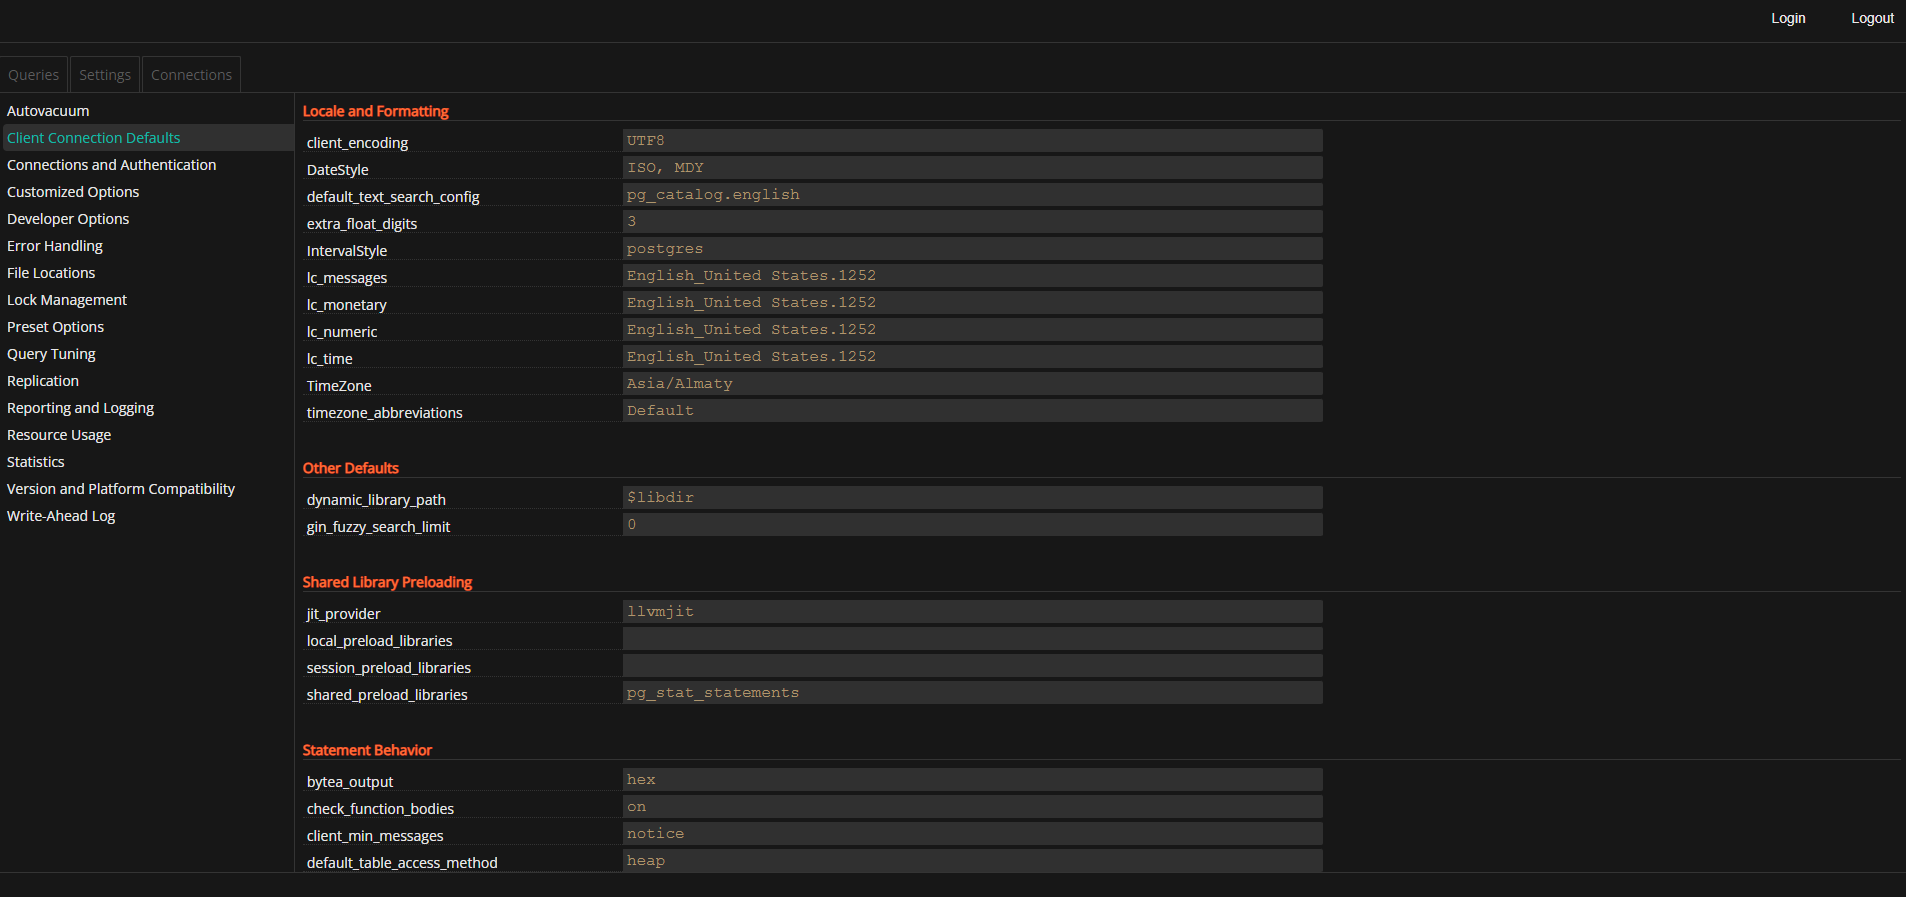 Login Logout
Queries Settings Connections
Autovacuum
Client Connection Defaults
Connections and Authentication
Customized Options
Developer Options
Error Handling
File Locations
Lock Management
Preset Options
Query Tuning
Replication
Reporting and Logging
Resource Usage
Statistics
Version and Platform Compatibility
Write-Ahead Log
Locale and Formatting
client_encoding UTF8
DateStyle ISO, MDY
default_text_search_config pg_catalog.english
extra_float_digits 3
IntervalStyle postgres
lc_messages English_United States.1252
lc_monetary English_United States.1252
lc_numeric English_United States.1252
lc_time English_United States.1252
TimeZone Asia/Almaty
timezone_abbreviations Default
Other Defaults
dynamic_library_path $libdir
gin_fuzzy_search_limit 0
Shared Library Preloading
jit_provider llvmjit
local_preload_libraries
session_preload_libraries
shared_preload_libraries pg_stat_statements
Statement Behavior
bytea_output hex
check_function_bodies on
client_min_messages notice
default_table_access_method heap